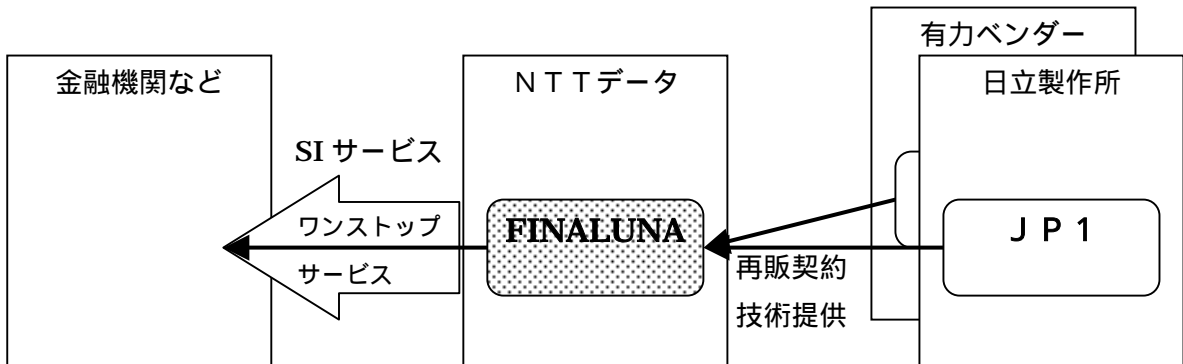 金融機関など
NTTデータ
有力ベンダー
日立製作所
SI サービス
ワンストップ
サービス
FINALUNA
JP1
再販契約
技術提供